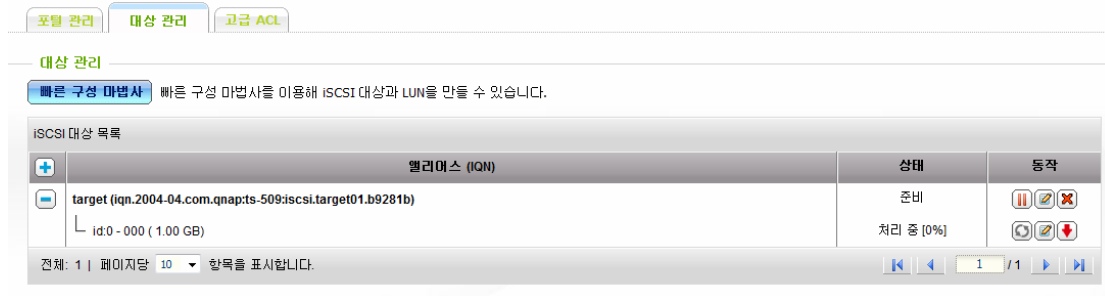 포털 관리 대상 관리 고급 ACL
대상 관리
빠른 구성 마법사 빠른 구성 마법사를 이용해 iSCSI 대상과 LUN을 만들 수 있습니다.
iSCSI 대상 목록
앨리어스 (IQN) 상태 동작
target (iqn.2004-04.com.qnap:ts-509:iscsi.target01.b9281b) 준비
id:0 - 000 ( 1.00 GB) 처리 중 [0%]
전체: 1 | 페이지당 10 항목을 표시합니다. 1 / 1